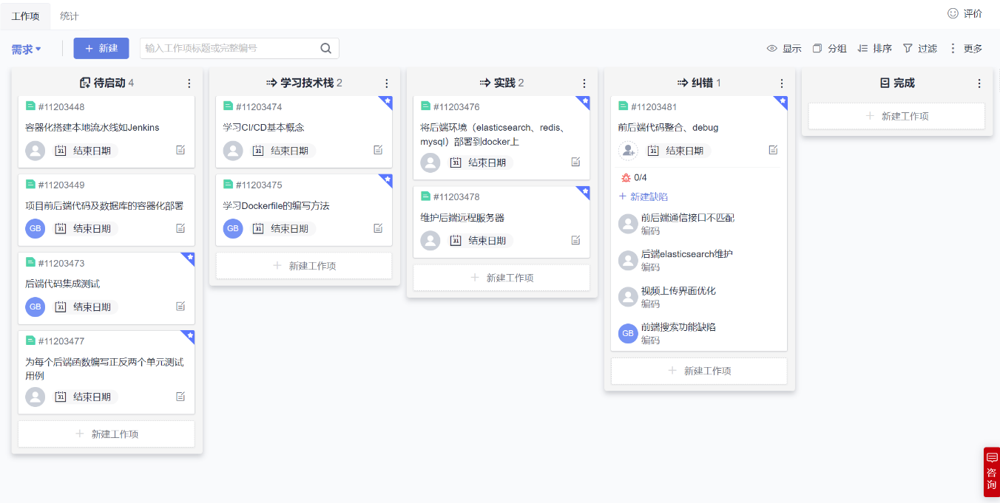 工作项 统计
评价
需求
+ 新建
输入工作项标题或完整编号
显示 分组 排序 过滤 更多
待启动 4
#11203448
容器化搭建本地流水线如Jenkins
31 结束日期
#11203449
项目前后端代码及数据库的容器化部署
GB 31 结束日期
#11203473
后端代码集成测试
GB 31 结束日期
#11203477
为每个后端函数编写正反两个单元测试
用例
31 结束日期
+ 新建工作项
学习技术栈 2
#11203474
学习CI/CD基本概念
31 结束日期
#11203475
学习Dockerfile的编写方法
GB 31 结束日期
+ 新建工作项
实践 2
#11203476
将后端环境（elasticsearch、redis、
mysql）部署到docker上
31 结束日期
#11203478
维护后端远程服务器
31 结束日期
+ 新建工作项
纠错 1
#11203481
前后端代码整合、debug
31 结束日期
0/4
+ 新建缺陷
前后端通信接口不匹配
编码
后端elasticsearch维护
编码
视频上传界面优化
编码
GB 前端搜索功能缺陷
编码
+ 新建工作项
完成
+ 新建工作项
咨
询